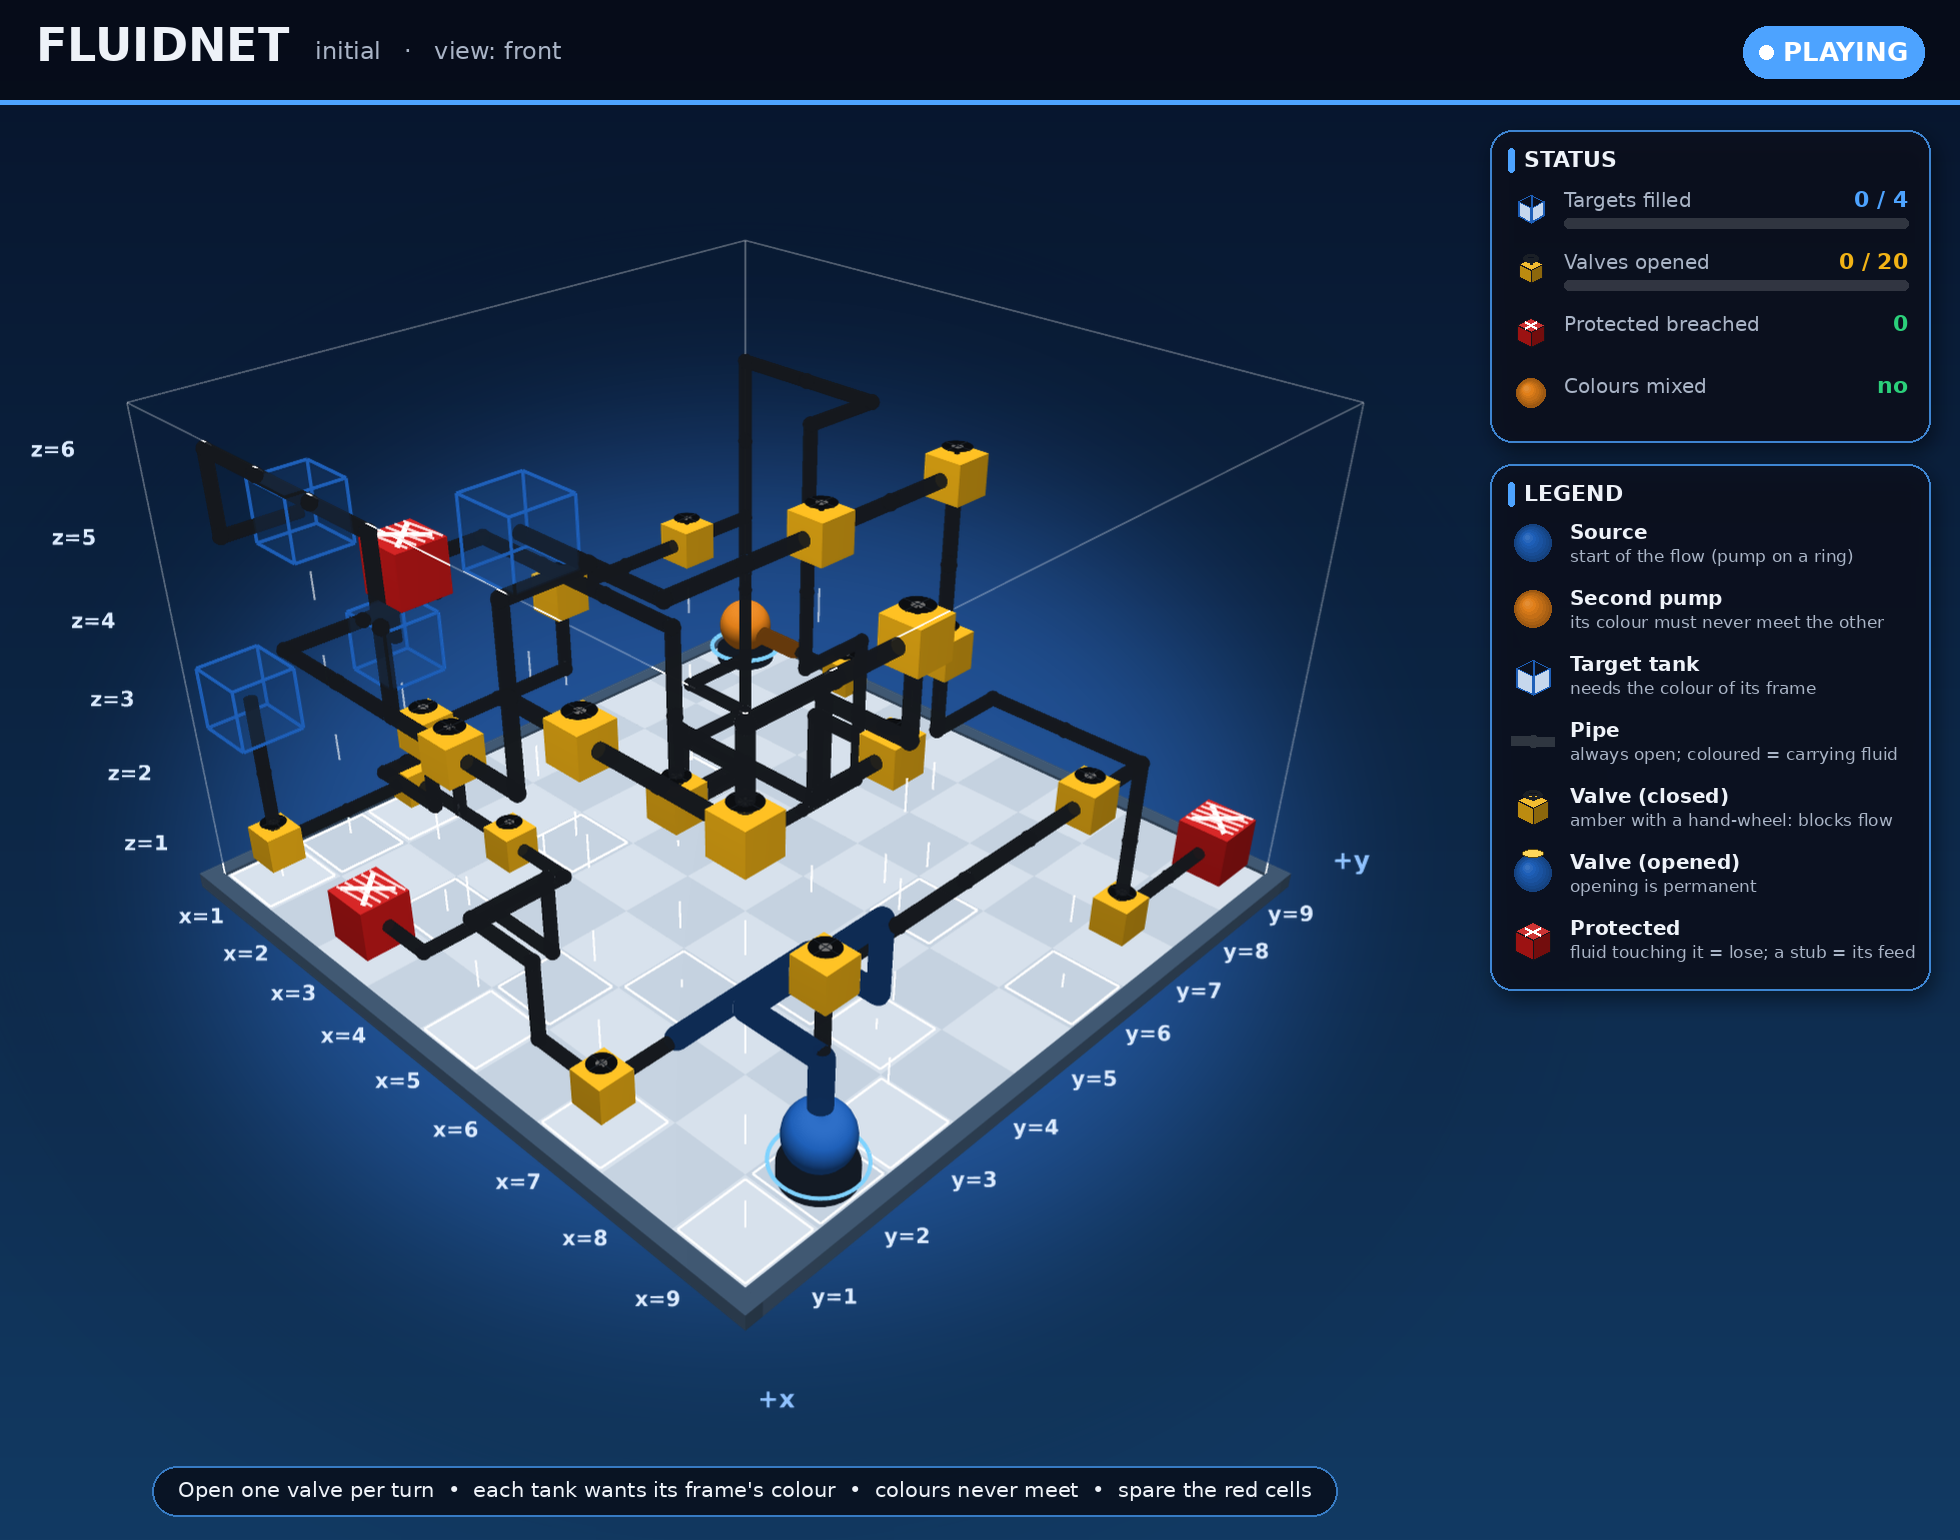 FLUIDNET initial · view: front
PLAYING
STATUS
Targets filled 0 / 4
Valves opened 0 / 20
Protected breached 0
Colours mixed no
LEGEND
Source
start of the flow (pump on a ring)
Second pump
its colour must never meet the other
Target tank
needs the colour of its frame
Pipe
always open; coloured = carrying fluid
Valve (closed)
amber with a hand-wheel: blocks flow
Valve (opened)
opening is permanent
Protected
fluid touching it = lose; a stub = its feed
z=6
z=5
z=4
z=3
z=2
z=1
x=1
x=2
x=3
x=4
x=5
x=6
x=7
x=8
x=9
+x
y=1
y=2
y=3
y=4
y=5
y=6
y=7
y=8
y=9
+y
Open one valve per turn • each tank wants its frame's colour • colours never meet • spare the red cells